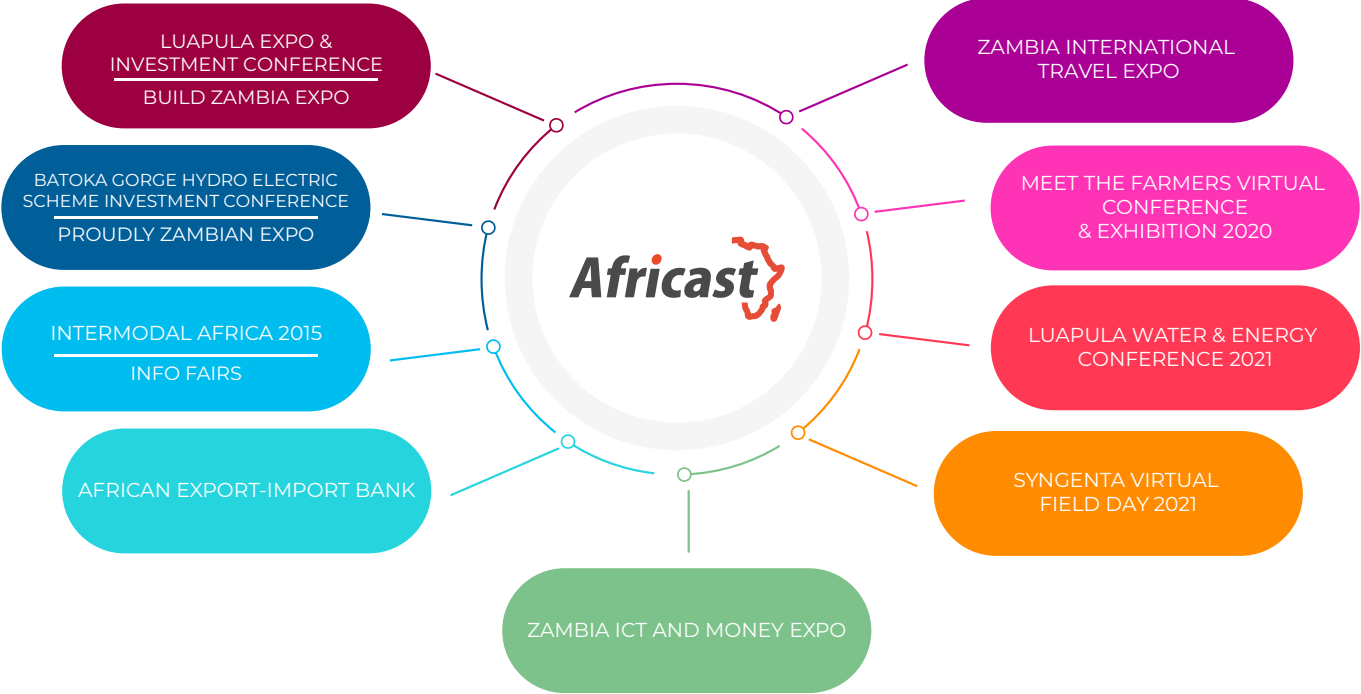 LUAPULA EXPO &
INVESTMENT CONFERENCE
BUILD ZAMBIA EXPO
BATOKA GORGE HYDRO ELECTRIC
SCHEME INVESTMENT CONFERENCE
PROUDLY ZAMBIAN EXPO
INTERMODAL AFRICA 2015
INFO FAIRS
AFRICAN EXPORT-IMPORT BANK
Africast
ZAMBIA INTERNATIONAL
TRAVEL EXPO
MEET THE FARMERS VIRTUAL
CONFERENCE
& EXHIBITION 2020
LUAPULA WATER & ENERGY
CONFERENCE 2021
SYNGENTA VIRTUAL
FIELD DAY 2021
ZAMBIA ICT AND MONEY EXPO